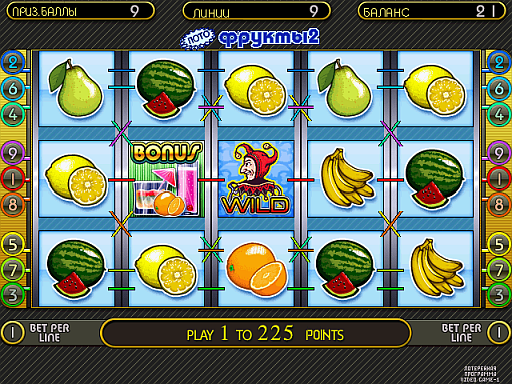 ПРИЗ.БАЛЛЫ 9 ЛИНИИ 9 БАЛАНС 21
ЛОТО ФРУКТЫ2
2
6
4
9
1
8
5
7
3
2
6
4
9
1
8
5
7
3
BONUS
WILD
1 BET PER LINE
PLAY 1 TO 225 POINTS
BET PER LINE 1
ЛОТЕРЕЙНАЯ
ПРОГРАММА
VIDEO GAME-1